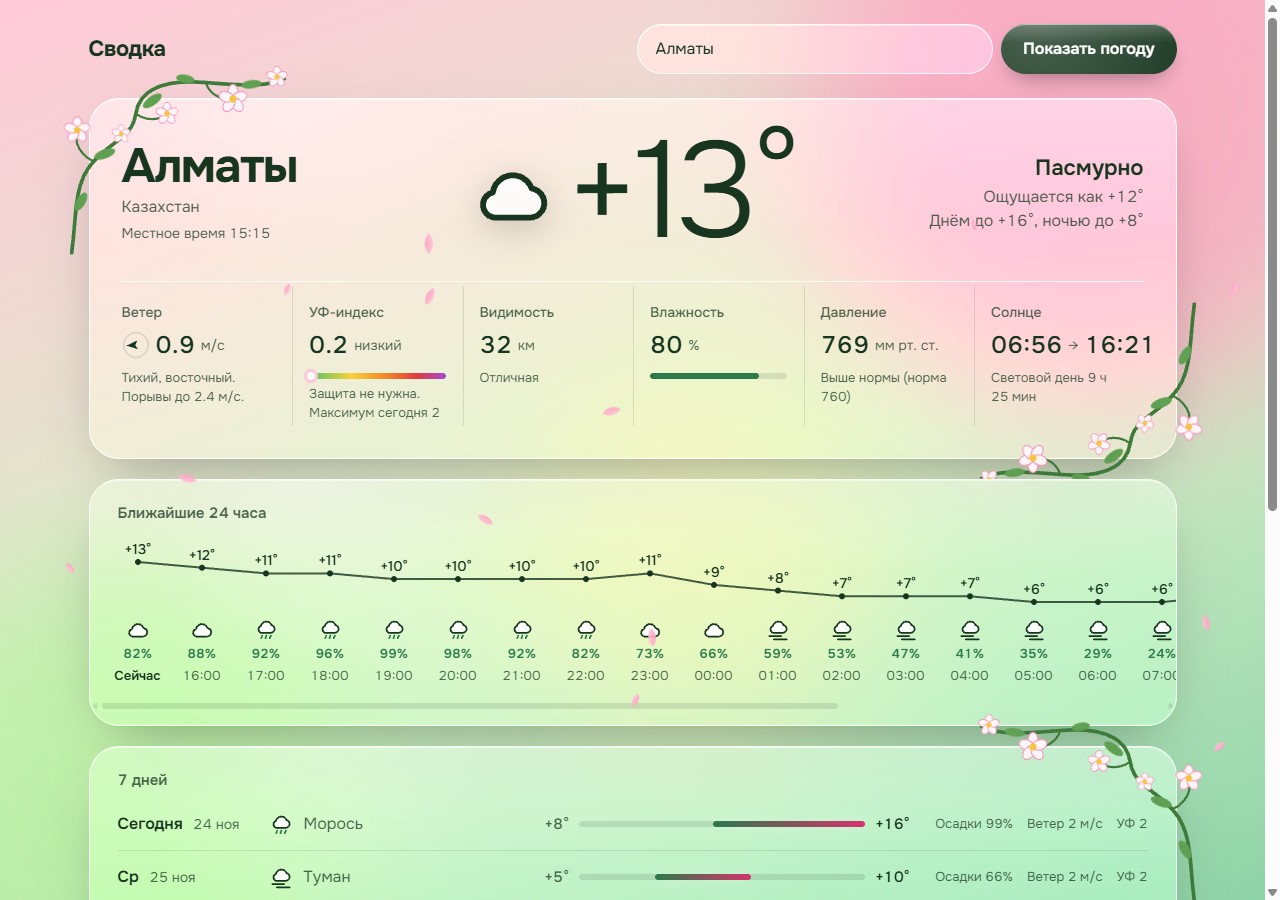 Сводка
Алматы
Показать погоду
Алматы
Казахстан
Местное время 15:15
+13°
Пасмурно
Ощущается как +12°
Днём до +16°, ночью до +8°
Ветер
0.9 м/с
Тихий, восточный.
Порывы до 2.4 м/с.
УФ-индекс
0.2 низкий
Защита не нужна.
Максимум сегодня 2
Видимость
32 км
Отличная
Влажность
80 %
Давление
769 мм рт. ст.
Выше нормы (норма
760)
Солнце
06:56 → 16:21
Световой день 9 ч
25 мин
Ближайшие 24 часа
+13° +12° +11° +11° +10° +10° +10° +10° +11° +9° +8° +7° +7° +7° +6° +6° +6°
82% 88% 92% 96% 99% 98% 92% 82% 73% 66% 59% 53% 47% 41% 35% 29% 24%
Сейчас 16:00 17:00 18:00 19:00 20:00 21:00 22:00 23:00 00:00 01:00 02:00 03:00 04:00 05:00 06:00 07:00
7 дней
Сегодня 24 ноя Морось +8° +16° Осадки 99% Ветер 2 м/с УФ 2
Ср 25 ноя Туман +5° +10° Осадки 66% Ветер 2 м/с УФ 2